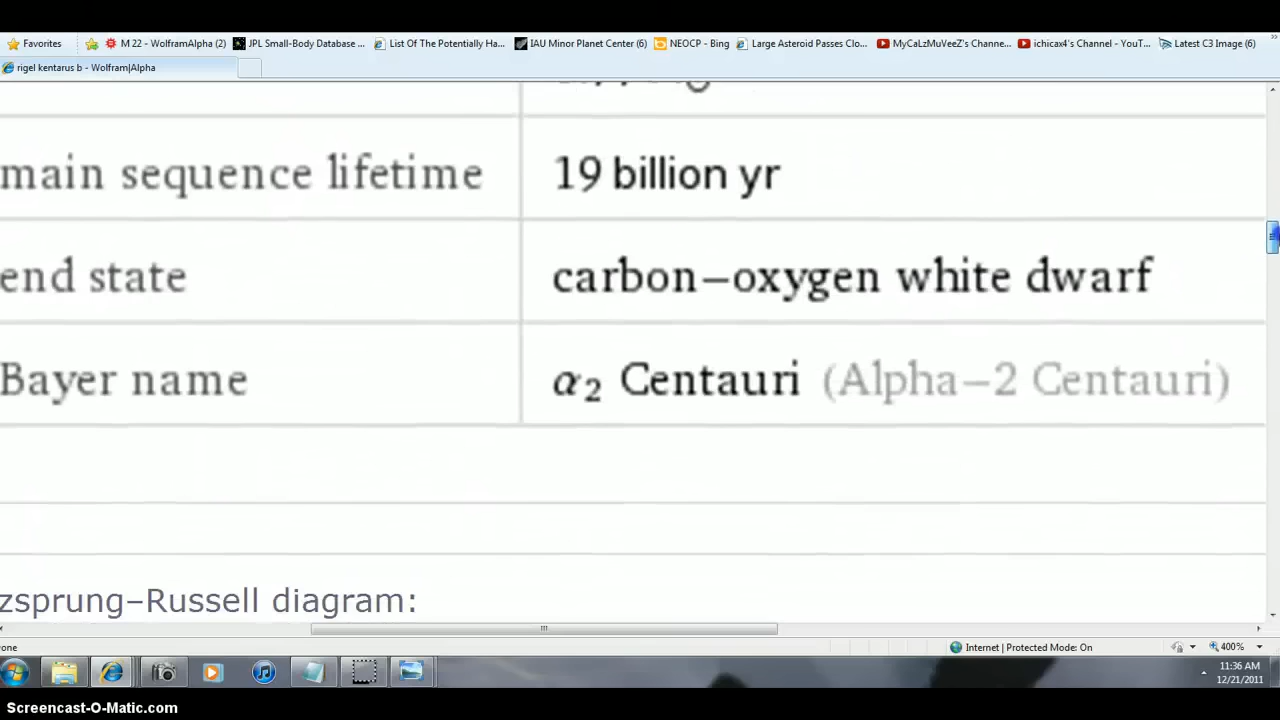 Favorites M 22 - WolframAlpha (2) JPL Small-Body Database ... List Of The Potentially Ha... IAU Minor Planet Center (6) NEOCP - Bing Large Asteroid Passes Clo... MyCaLzMuVeeZ's Channe... ichicax4's Channel - YouT... Latest C3 Image (6)
rigel kentarus b - Wolfram|Alpha
main sequence lifetime 19 billion yr
end state carbon–oxygen white dwarf
Bayer name α₂ Centauri (Alpha–2 Centauri)
zsprung–Russell diagram:
one Internet | Protected Mode: On 400%
11:36 AM
12/21/2011
Screencast-O-Matic.com